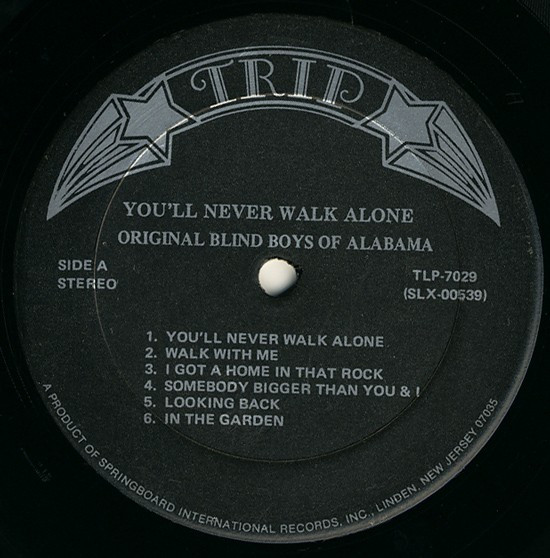 TRIP
YOU'LL NEVER WALK ALONE
ORIGINAL BLIND BOYS OF ALABAMA
SIDE A
STEREO
TLP-7029
(SLX-00539)
1. YOU'LL NEVER WALK ALONE
2. WALK WITH ME
3. I GOT A HOME IN THAT ROCK
4. SOMEBODY BIGGER THAN YOU & I
5. LOOKING BACK
6. IN THE GARDEN
A PRODUCT OF SPRINGBOARD INTERNATIONAL RECORDS, INC., LINDEN, NEW JERSEY 07035